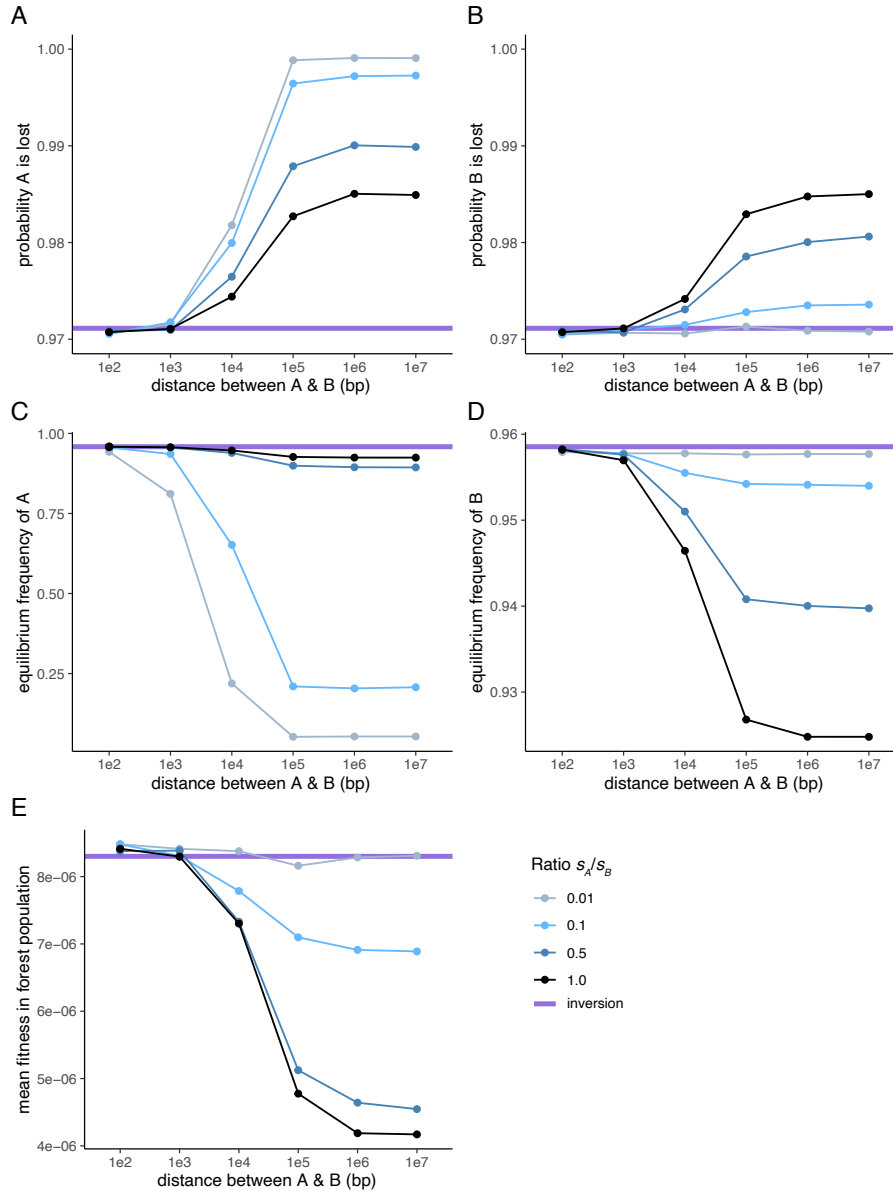 A
1.00
0.99
0.98
0.97
probability A is lost
1e2 1e3 1e4 1e5 1e6 1e7
distance between A & B (bp)
B
1.00
0.99
0.98
0.97
probability B is lost
1e2 1e3 1e4 1e5 1e6 1e7
distance between A & B (bp)
C
1.00
0.75
0.50
0.25
equilibrium frequency of A
1e2 1e3 1e4 1e5 1e6 1e7
distance between A & B (bp)
D
0.96
0.95
0.94
0.93
equilibrium frequency of B
1e2 1e3 1e4 1e5 1e6 1e7
distance between A & B (bp)
E
8e-06
7e-06
6e-06
5e-06
4e-06
mean fitness in forest population
1e2 1e3 1e4 1e5 1e6 1e7
distance between A & B (bp)
Ratio s_A/s_B
0.01
0.1
0.5
1.0
inversion